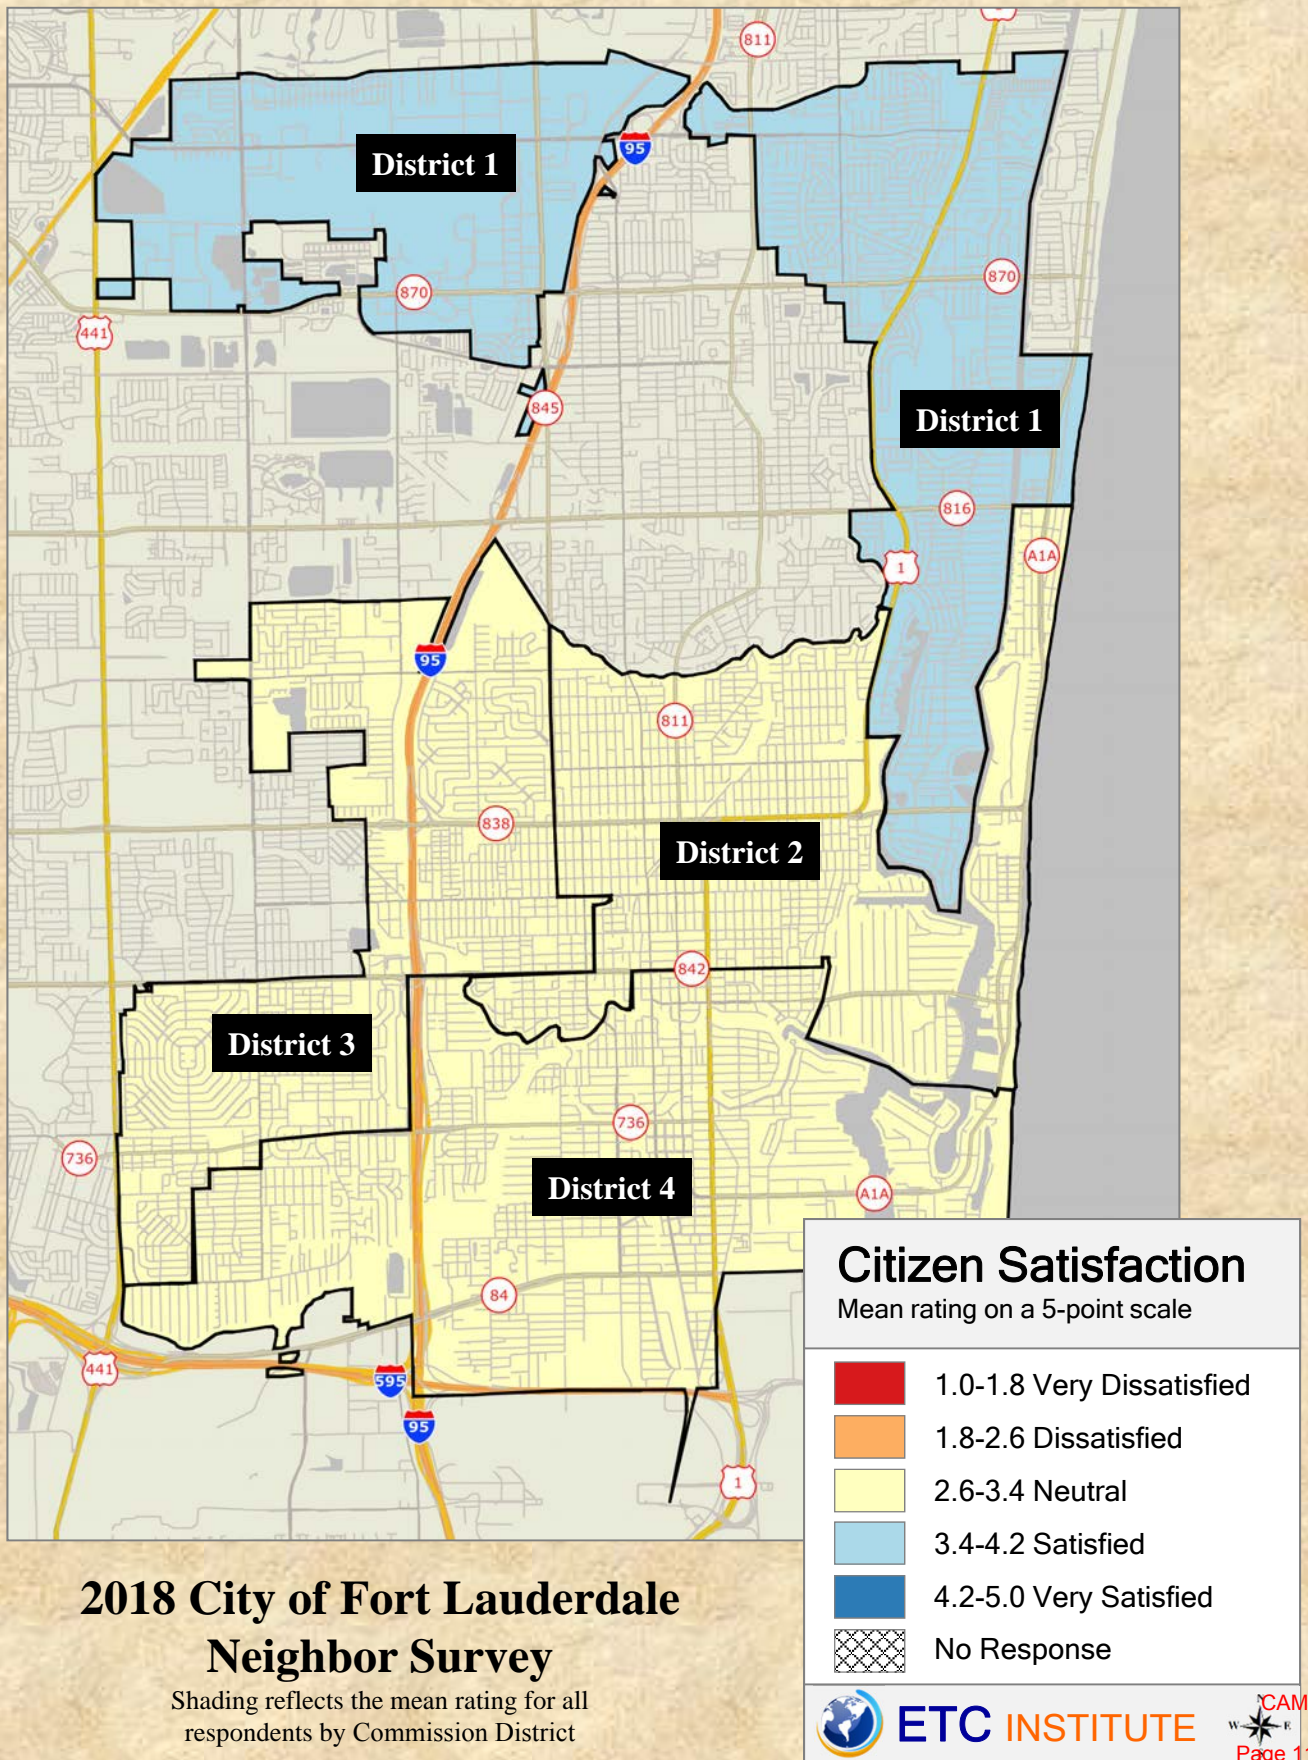 811
District 1
95
870
870
441
District 1
845
816
A1A
1
95
811
838
District 2
842
District 3
736
736
District 4
A1A
84
441
595
95
1
Citizen Satisfaction
Mean rating on a 5-point scale
1.0-1.8 Very Dissatisfied
1.8-2.6 Dissatisfied
2.6-3.4 Neutral
3.4-4.2 Satisfied
4.2-5.0 Very Satisfied
No Response
2018 City of Fort Lauderdale
Neighbor Survey
Shading reflects the mean rating for all
respondents by Commission District
ETC INSTITUTE
CAM
W E